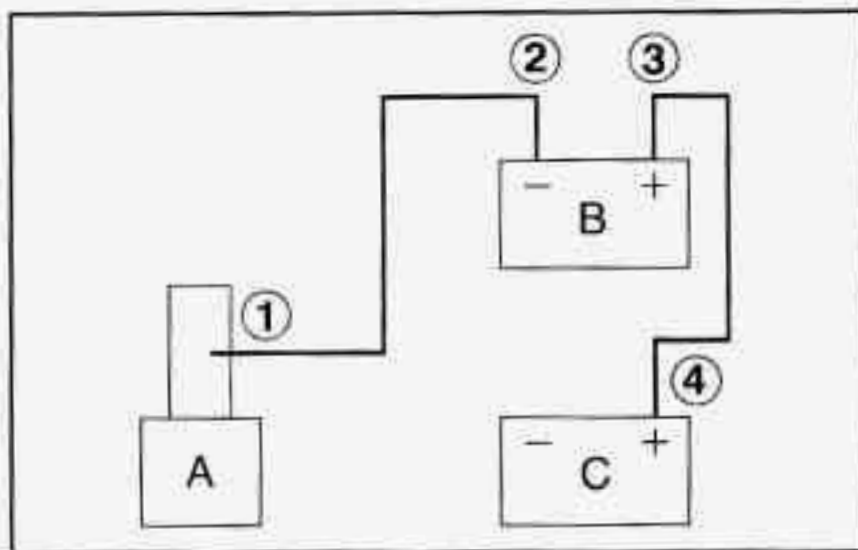 ② ③
− +
B
①
④
− +
A C